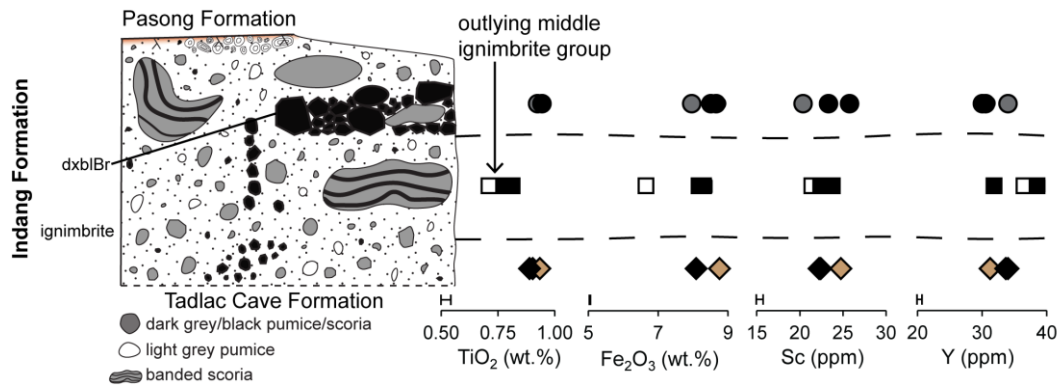 Pasong Formation
outlying middle
ignimbrite group
Indang Formation
dxblBr
ignimbrite
Tadlac Cave Formation
dark grey/black pumice/scoria
light grey pumice
banded scoria
0.50 0.75 1.00
TiO2 (wt.%)
5 7 9
Fe2O3 (wt.%)
15 20 25 30
Sc (ppm)
20 30 40
Y (ppm)